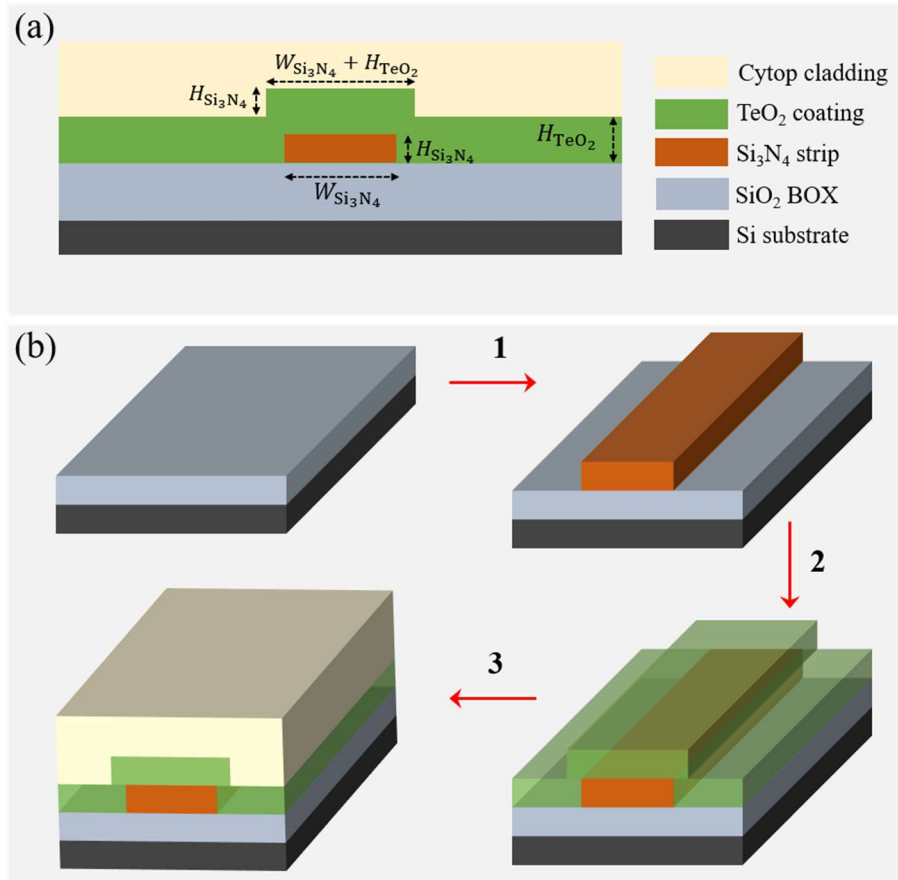 (a)
W_Si₃N₄ + H_TeO₂
H_Si₃N₄
H_TeO₂
H_Si₃N₄
W_Si₃N₄
Cytop cladding
TeO₂ coating
Si₃N₄ strip
SiO₂ BOX
Si substrate
(b)
1
2
3